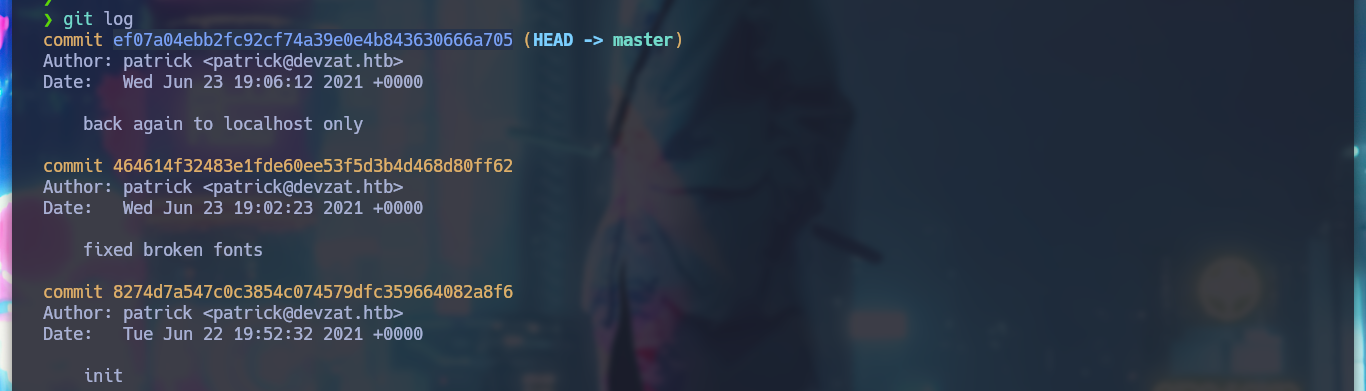 ❯ git log
commit ef07a04ebb2fc92cf74a39e0e4b843630666a705 (HEAD -> master)
Author: patrick <patrick@devzat.htb>
Date:   Wed Jun 23 19:06:12 2021 +0000
    back again to localhost only
commit 464614f32483e1fde60ee53f5d3b4d468d80ff62
Author: patrick <patrick@devzat.htb>
Date:   Wed Jun 23 19:02:23 2021 +0000
    fixed broken fonts
commit 8274d7a547c0c3854c074579dfc359664082a8f6
Author: patrick <patrick@devzat.htb>
Date:   Tue Jun 22 19:52:32 2021 +0000
    init